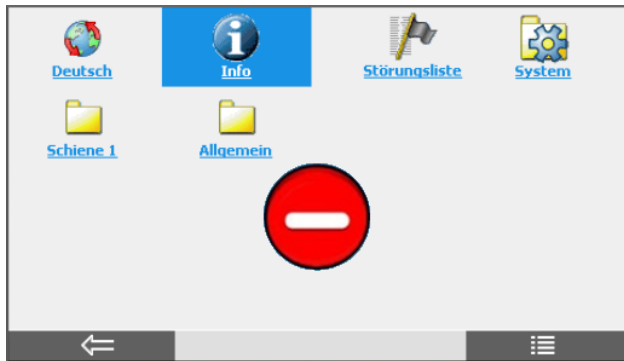 Deutsch
Info
Störungsliste
System
Schiene 1
Allgemein